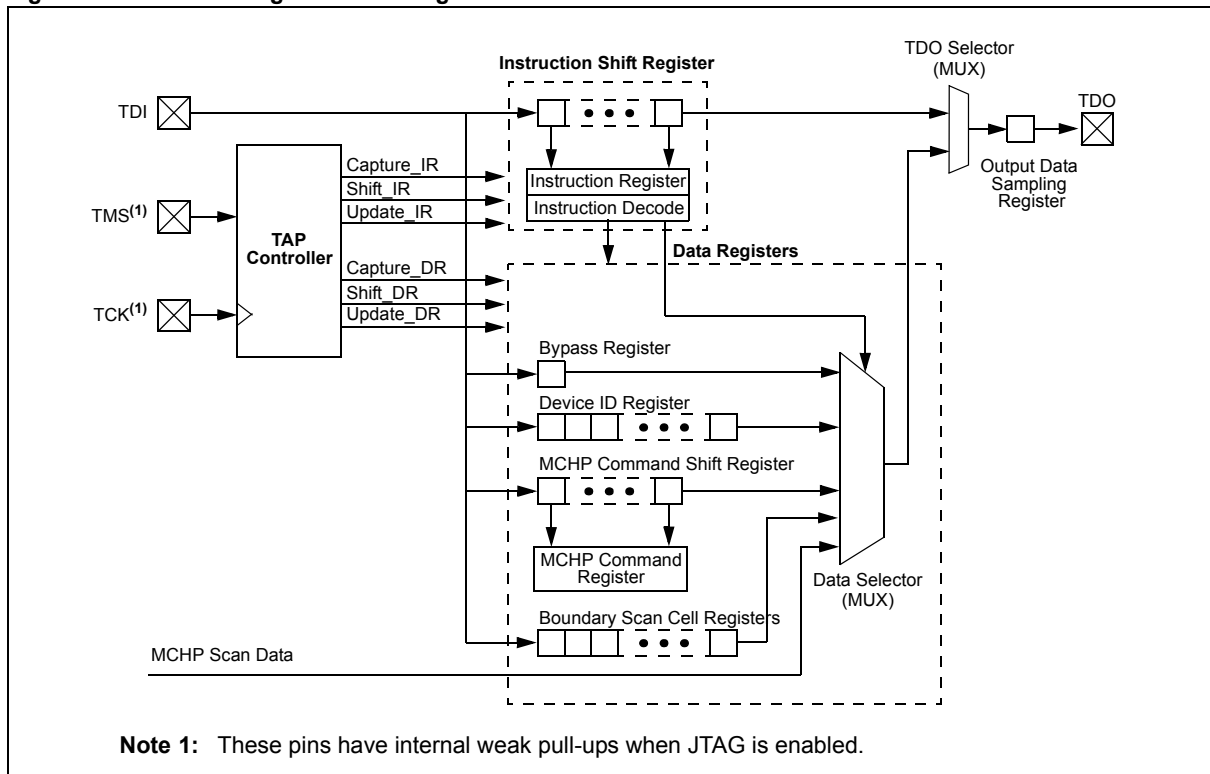 TDO Selector
(MUX)
Instruction Shift Register
TDI
TDO
Output Data
Sampling
Register
Capture_IR
Shift_IR
Update_IR
Instruction Register
Instruction Decode
TMS(1)
TAP
Controller
Data Registers
Capture_DR
Shift_DR
Update_DR
TCK(1)
Bypass Register
Device ID Register
MCHP Command Shift Register
MCHP Command
Register
Data Selector
(MUX)
Boundary Scan Cell Registers
MCHP Scan Data
Note 1: These pins have internal weak pull-ups when JTAG is enabled.